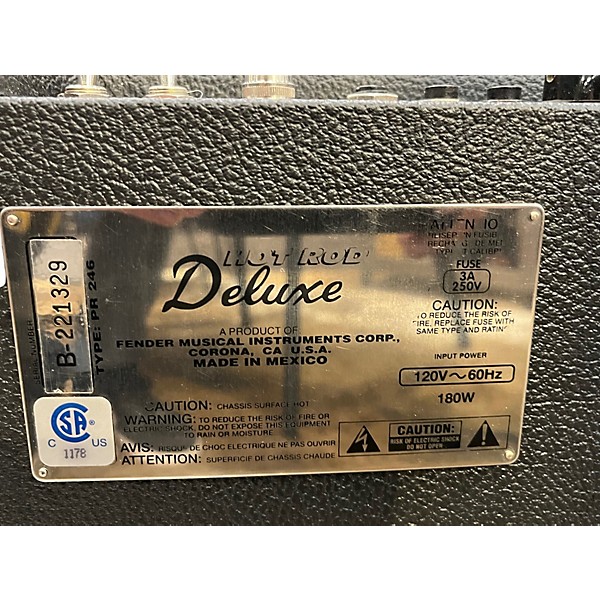 SERIAL NUMBER
B-221329
TYPE: PR 246
HOT ROD
Deluxe
A PRODUCT OF
FENDER MUSICAL INSTRUMENTS CORP.,
CORONA, CA U.S.A.
MADE IN MEXICO
FUSE
3A
250V
CAUTION:
TO REDUCE THE RISK OF
FIRE, REPLACE FUSE WITH
SAME TYPE AND RATING
INPUT POWER
120V~60Hz
180W
CSA
C US
1178
CAUTION: CHASSIS SURFACE HOT
WARNING: TO REDUCE THE RISK OF FIRE OR
ELECTRIC SHOCK, DO NOT EXPOSE THIS EQUIPMENT
TO RAIN OR MOISTURE
AVIS: RISQUE DE CHOC ELECTRIQUE NE PAS OUVRIR
ATTENTION: SUPERFICIF DE CHASSIS CHAUDE
CAUTION:
RISK OF ELECTRIC SHOCK
DO NOT OPEN